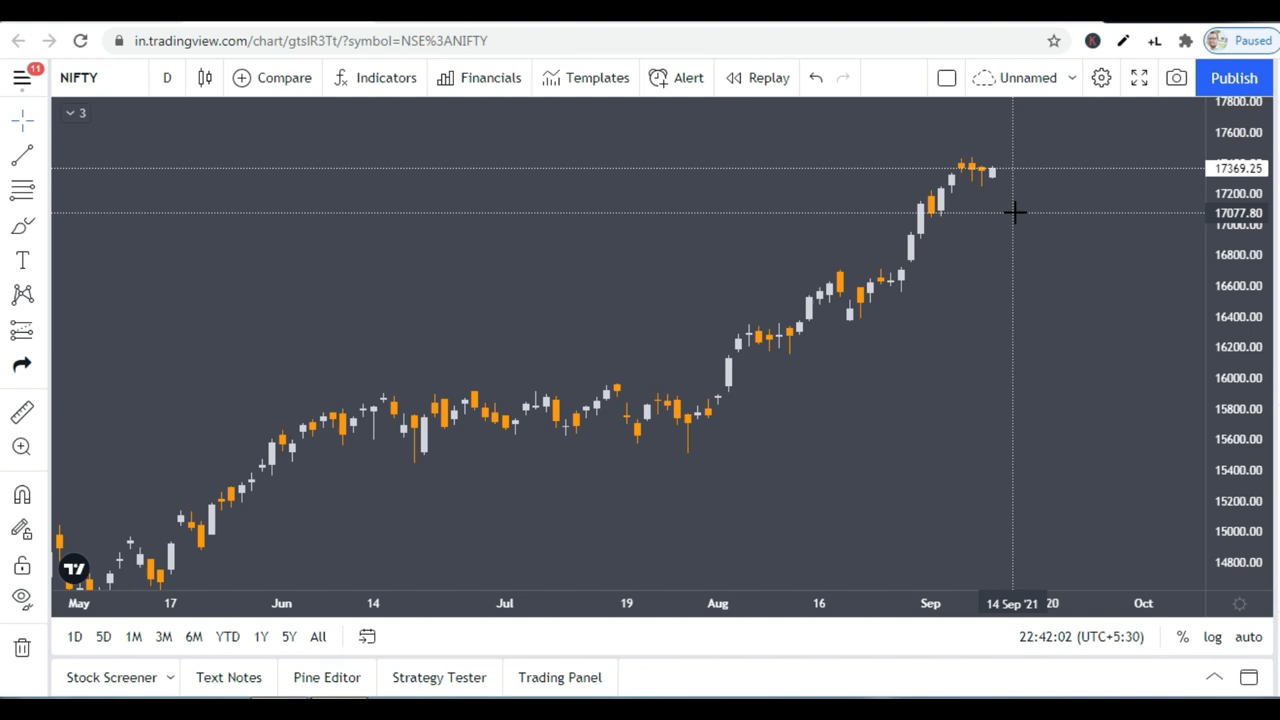 in.tradingview.com/chart/gtslR3Tt/?symbol=NSE%3ANIFTY
+L
Paused
11
NIFTY
D
Compare
Indicators
Financials
Templates
Alert
Replay
Unnamed
Publish
3
17800.00
17600.00
17369.25
17200.00
17077.80
17000.00
16800.00
16600.00
16400.00
16200.00
16000.00
15800.00
15600.00
15400.00
15200.00
15000.00
14800.00
May 17 Jun 14 Jul 19 Aug 16 Sep 14 Sep '21 20 Oct
1D 5D 1M 3M 6M YTD 1Y 5Y All
22:42:02 (UTC+5:30)
% log auto
Stock Screener Text Notes Pine Editor Strategy Tester Trading Panel